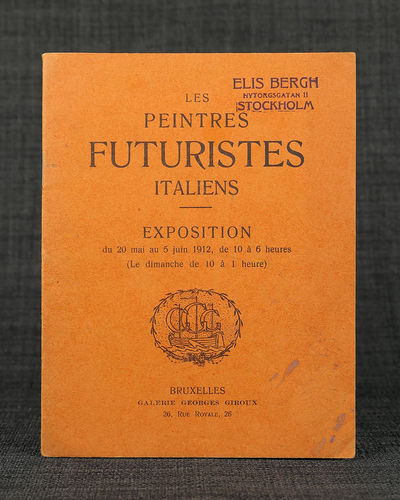 ELIS BERGH
NYTORGSGATAN 11
STOCKHOLM
LES
PEINTRES
FUTURISTES
ITALIENS
EXPOSITION
du 20 mai au 5 juin 1912, de 10 à 6 heures
(Le dimanche de 10 à 1 heure)
BRUXELLES
GALERIE GEORGES GIROUX
26, RUE ROYALE, 26